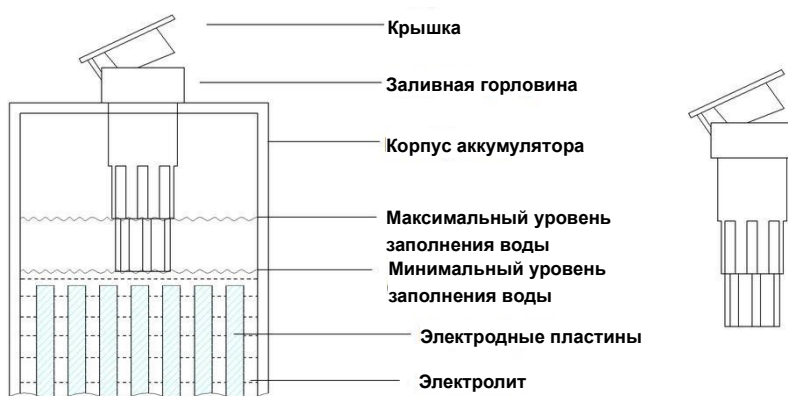 Крышка
Заливная горловина
Корпус аккумулятора
Максимальный уровень
заполнения воды
Минимальный уровень
заполнения воды
Электродные пластины
Электролит